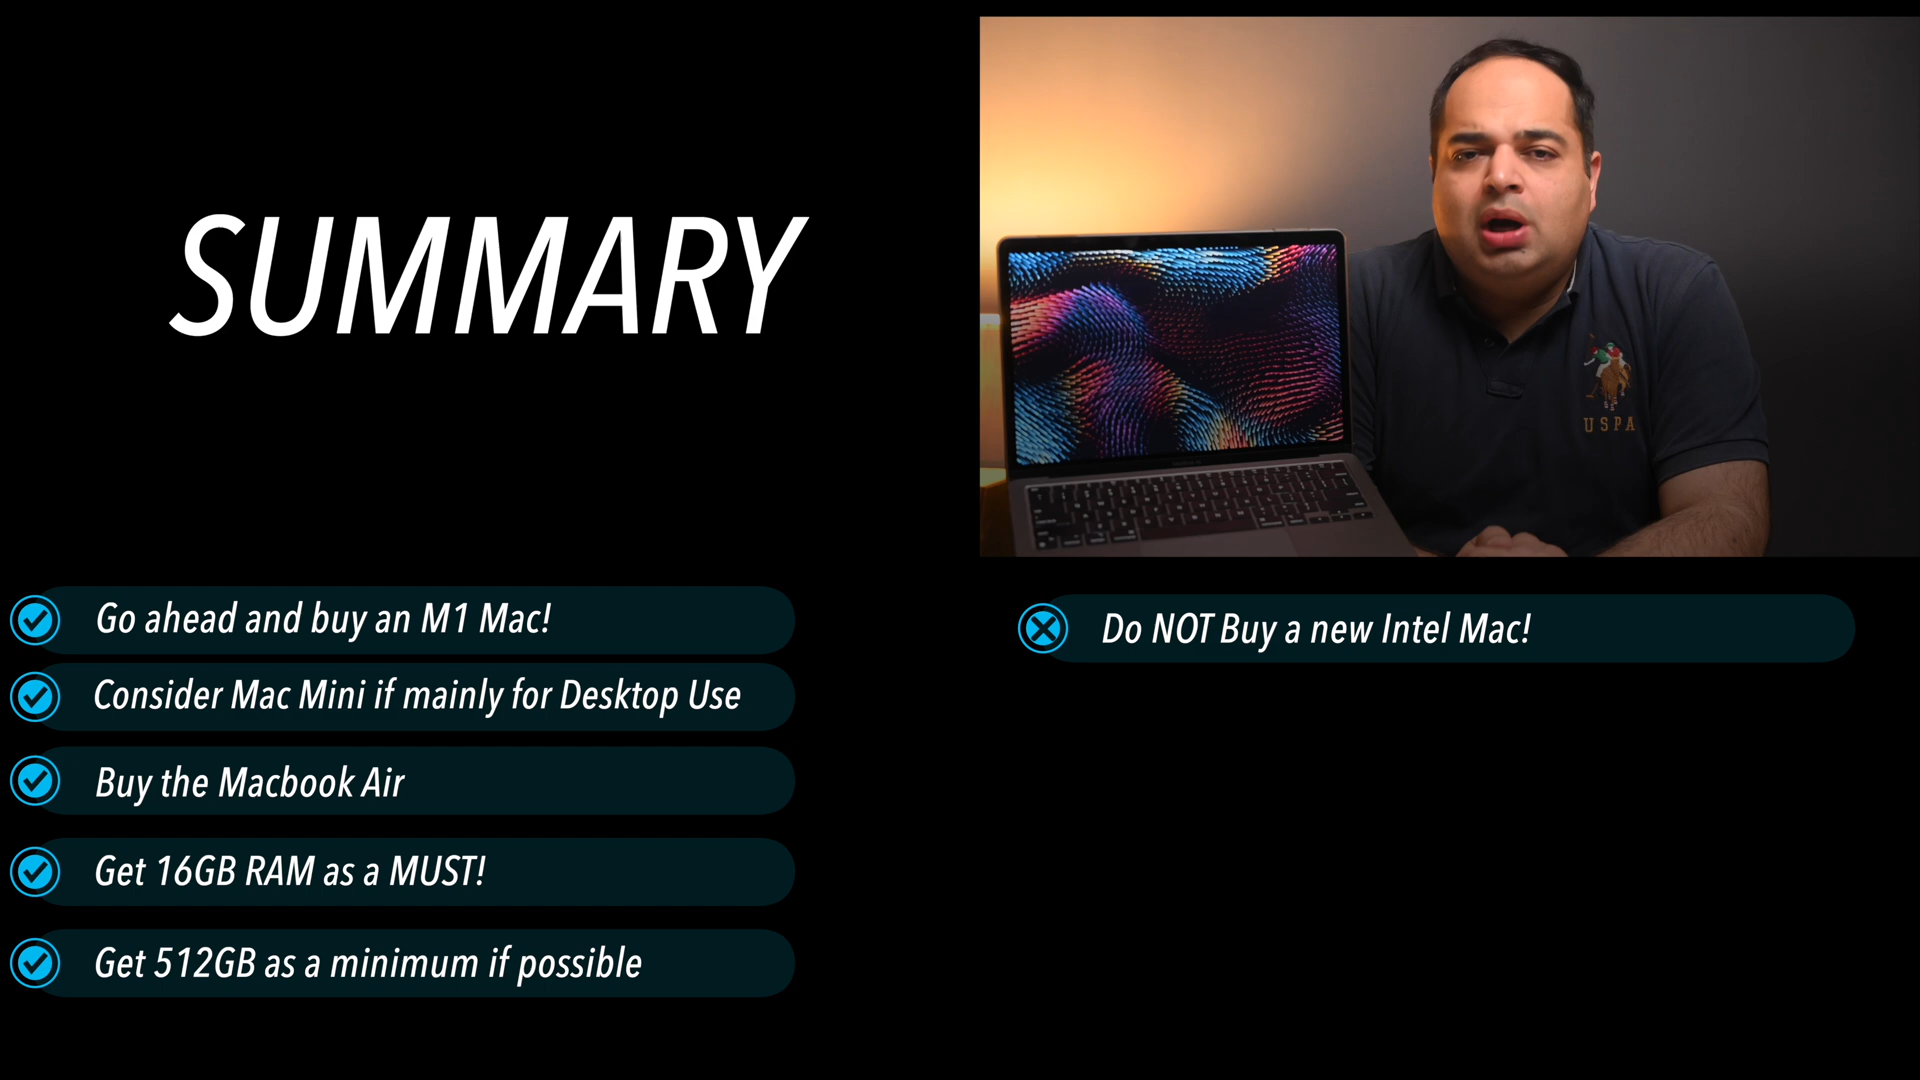 SUMMARY
USPA
Go ahead and buy an M1 Mac!
Consider Mac Mini if mainly for Desktop Use
Buy the Macbook Air
Get 16GB RAM as a MUST!
Get 512GB as a minimum if possible
Do NOT Buy a new Intel Mac!